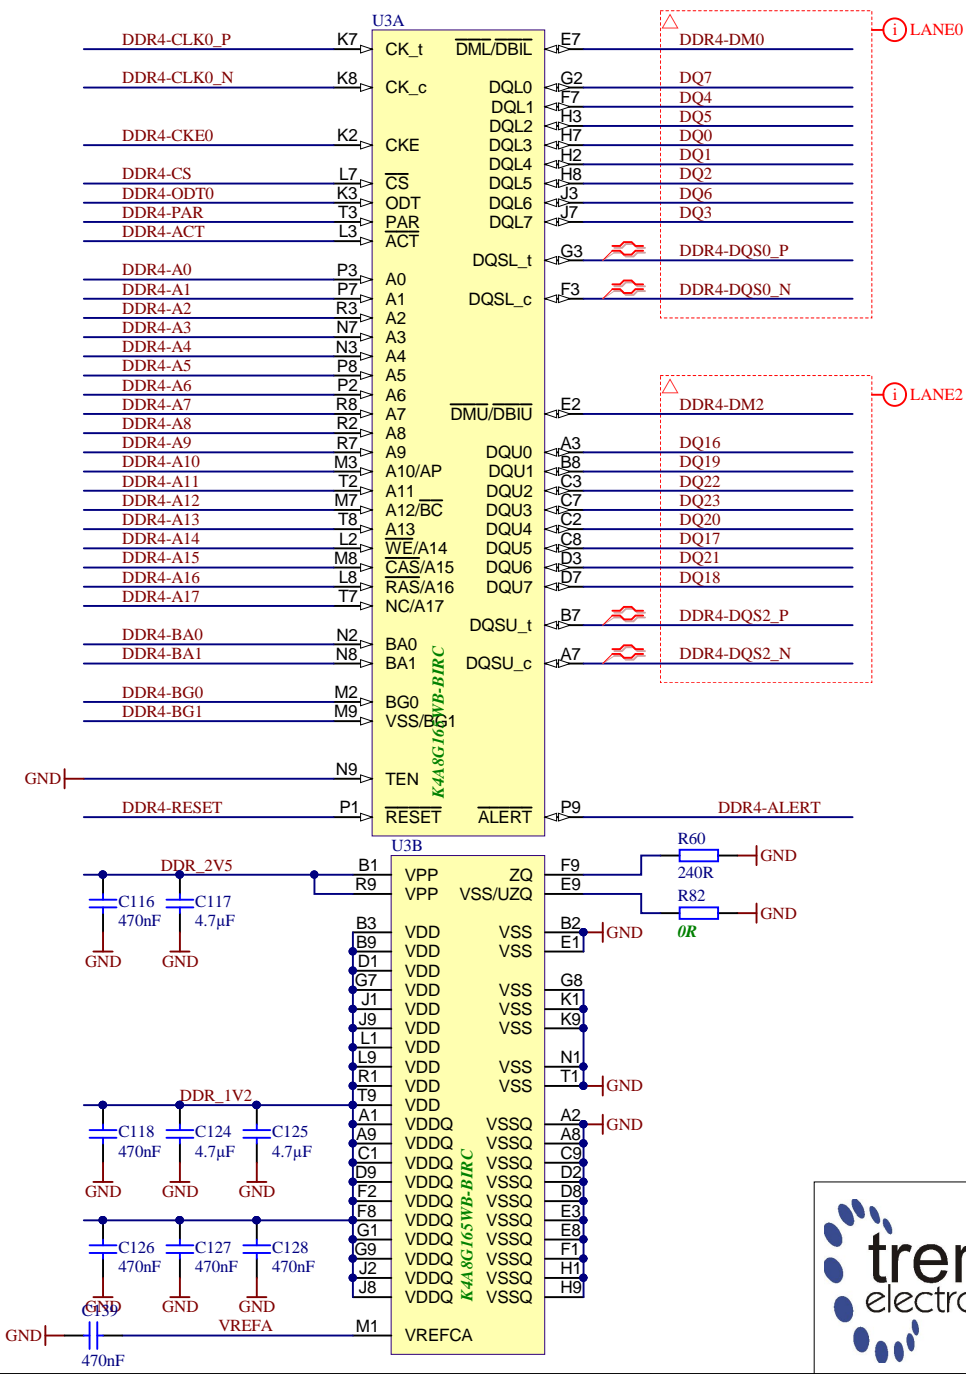 U3A
DDR4-CLK0_P K7 CK_t DML/DBIL E7 DDR4-DM0
LANE0
DDR4-CLK0_N K8 CK_c DQL0 G2 DQ7
DQL1 F7 DQ4
DQL2 H3 DQ5
DDR4-CKE0 K2 CKE DQL3 H7 DQ0
DQL4 H2 DQ1
DDR4-CS L7 CS DQL5 H8 DQ2
DDR4-ODT0 K3 ODT DQL6 J3 DQ6
DDR4-PAR T3 PAR DQL7 J7 DQ3
DDR4-ACT L3 ACT
DQSL_t G3 DDR4-DQS0_P
DDR4-A0 P3 A0
DDR4-A1 P7 A1 DQSL_c F3 DDR4-DQS0_N
DDR4-A2 R3 A2
DDR4-A3 N7 A3
DDR4-A4 N3 A4
DDR4-A5 P8 A5
DDR4-A6 P2 A6
LANE2
DDR4-A7 R8 A7 DMU/DBIU E2 DDR4-DM2
DDR4-A8 R2 A8
DDR4-A9 R7 A9 DQU0 A3 DQ16
DDR4-A10 M3 A10/AP DQU1 B8 DQ19
DDR4-A11 T2 A11 DQU2 C3 DQ22
DDR4-A12 M7 A12/BC DQU3 C7 DQ23
DDR4-A13 T8 A13 DQU4 C2 DQ20
DDR4-A14 L2 WE/A14 DQU5 C8 DQ17
DDR4-A15 M8 CAS/A15 DQU6 D3 DQ21
DDR4-A16 L8 RAS/A16 DQU7 D7 DQ18
DDR4-A17 T7 NC/A17
DQSU_t B7 DDR4-DQS2_P
DDR4-BA0 N2 BA0
DDR4-BA1 N8 BA1 DQSU_c A7 DDR4-DQS2_N
DDR4-BG0 M2 BG0
DDR4-BG1 M9 VSS/BG1
K4A8G165WB-BIRC
GND N9 TEN
DDR4-RESET P1 RESET ALERT P9 DDR4-ALERT
U3B
DDR_2V5 B1 VPP ZQ F9 R60 240R GND
R9 VPP VSS/UZQ E9 R82 0R GND
C116 470nF GND
C117 4.7µF GND
B3 VDD VSS B2 GND
B9 VDD VSS E1
D1 VDD
G7 VDD VSS G8
J1 VDD VSS K1
J9 VDD VSS K9
L1 VDD
L9 VDD VSS N1
R1 VDD VSS T1 GND
DDR_1V2 T9 VDD
A1 VDDQ VSSQ A2 GND
A9 VDDQ VSSQ A8
C1 VDDQ VSSQ C9
D9 VDDQ VSSQ D2
F2 VDDQ VSSQ D8
F8 VDDQ VSSQ E3
G1 VDDQ VSSQ E8
G9 VDDQ VSSQ F1
J2 VDDQ VSSQ H1
J8 VDDQ VSSQ H9
K4A8G165WB-BIRC
C118 470nF GND
C124 4.7µF GND
C125 4.7µF GND
C126 470nF GND
C127 470nF GND
C128 470nF GND
GND C139 470nF VREFA M1 VREFCA
tren
electro